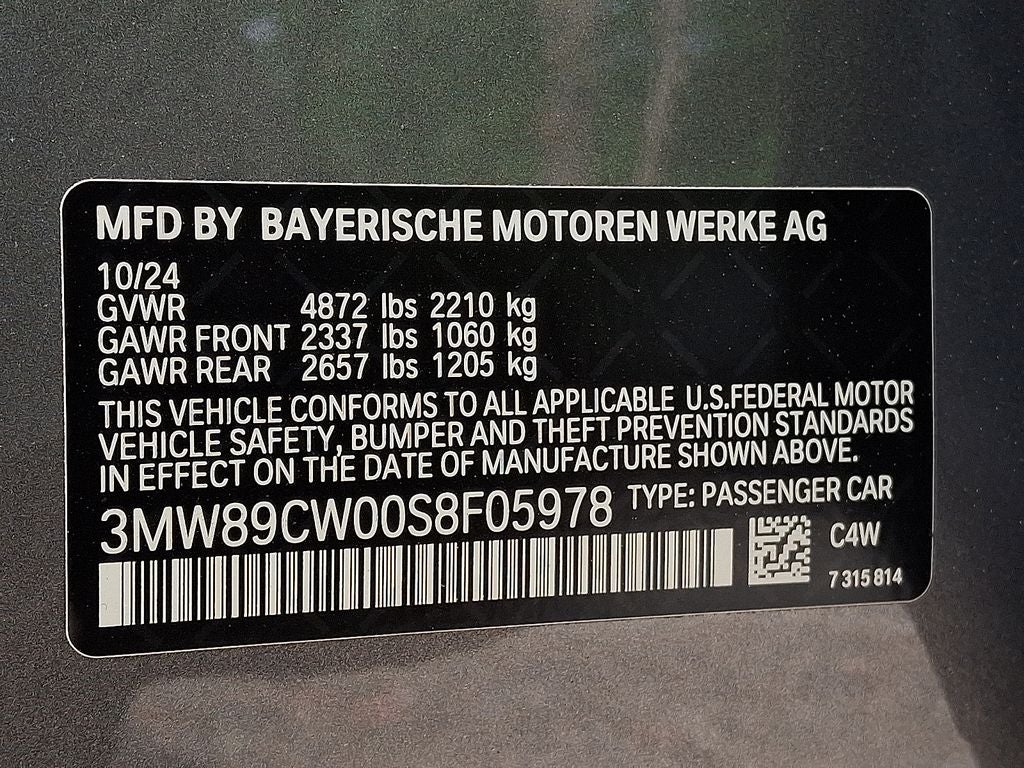 MFD BY BAYERISCHE MOTOREN WERKE AG
10/24
GVWR 4872 lbs 2210 kg
GAWR FRONT 2337 lbs 1060 kg
GAWR REAR 2657 lbs 1205 kg
THIS VEHICLE CONFORMS TO ALL APPLICABLE U.S.FEDERAL MOTOR
VEHICLE SAFETY, BUMPER AND THEFT PREVENTION STANDARDS
IN EFFECT ON THE DATE OF MANUFACTURE SHOWN ABOVE.
3MW89CW00S8F05978 TYPE: PASSENGER CAR
C4W
7 315 814